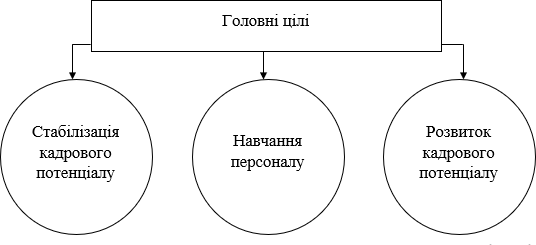 Головні цілі
Стабілізація
кадрового
потенціалу
Навчання
персоналу
Розвиток
кадрового
потенціалу